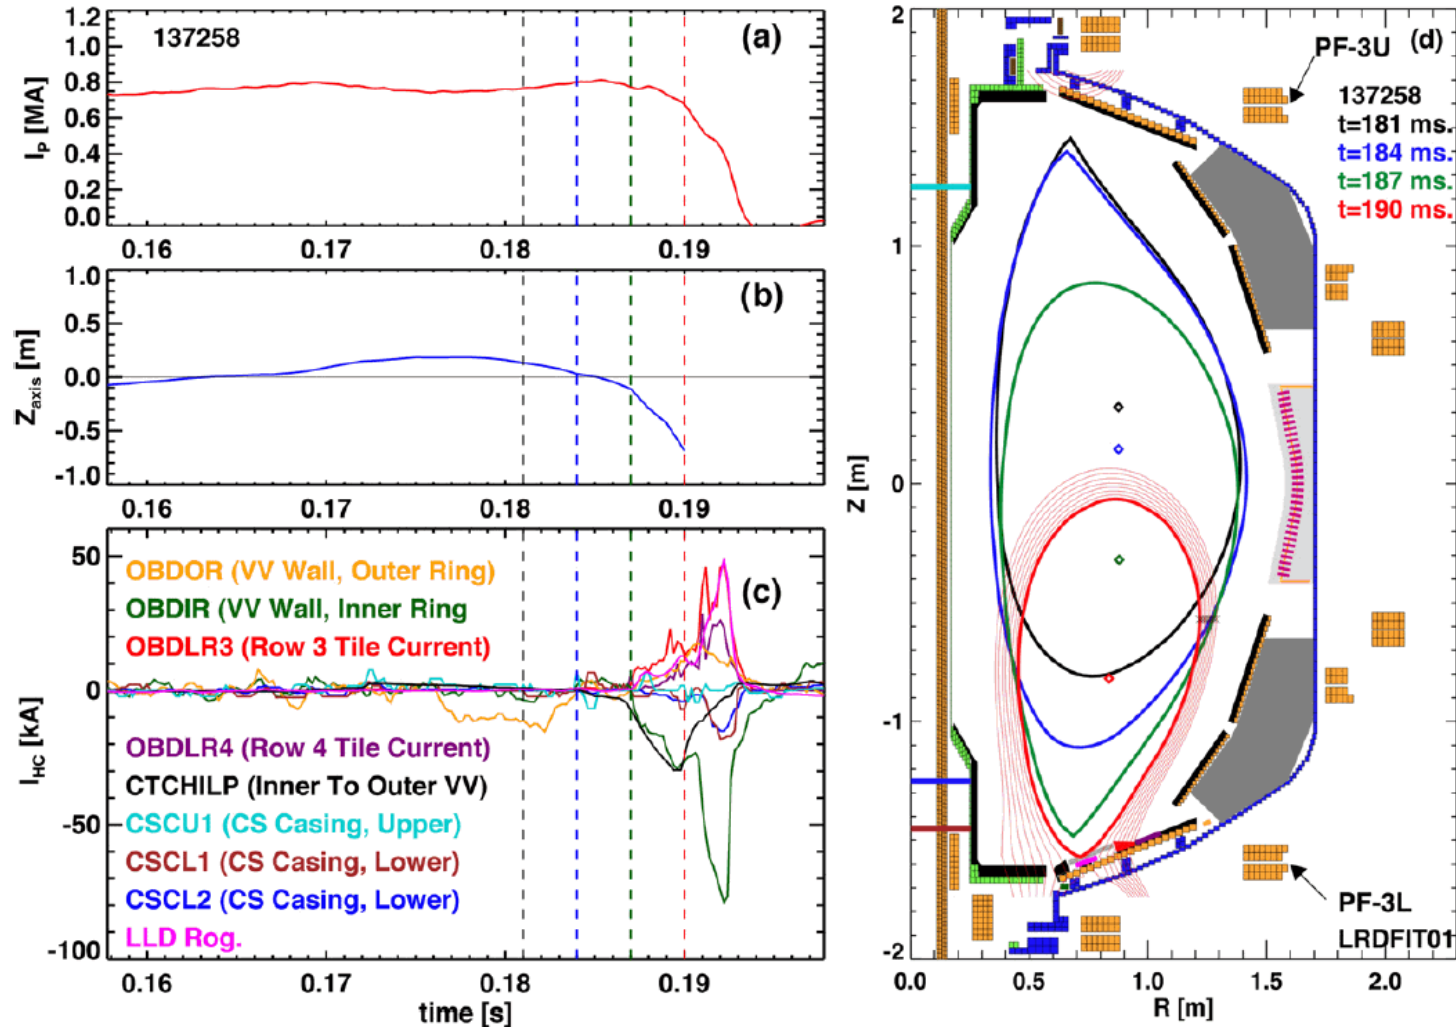 1.2
1.0
0.8
0.6
0.4
0.2
0.0
IP [MA]
137258
(a)
0.16
0.17
0.18
0.19
1.0
0.5
0.0
-0.5
-1.0
Zaxis [m]
(b)
0.16
0.17
0.18
0.19
50
0
-50
-100
IHC [kA]
(c)
OBDOR (VV Wall, Outer Ring)
OBDIR (VV Wall, Inner Ring
OBDLR3 (Row 3 Tile Current)
OBDLR4 (Row 4 Tile Current)
CTCHILP (Inner To Outer VV)
CSCU1 (CS Casing, Upper)
CSCL1 (CS Casing, Lower)
CSCL2 (CS Casing, Lower)
LLD Rog.
0.16
0.17
0.18
0.19
time [s]
2
1
0
-1
-2
Z [m]
PF-3U
(d)
137258
t=181 ms.
t=184 ms.
t=187 ms.
t=190 ms.
PF-3L
LRDFIT01
0.0
0.5
1.0
1.5
2.0
R [m]